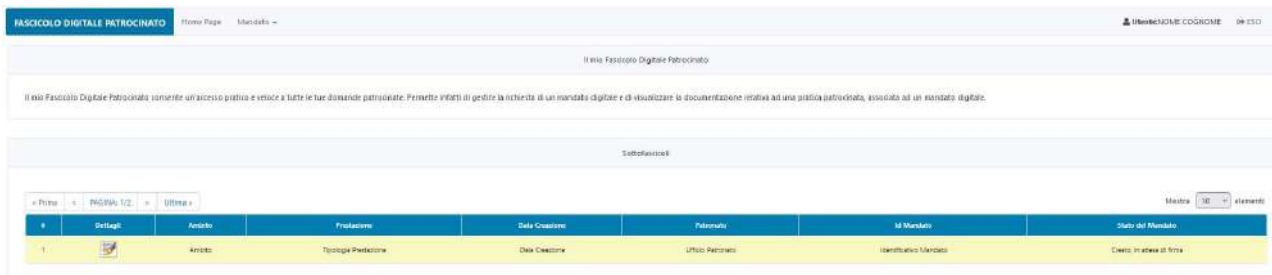 FASCICOLO DIGITALE PATROCINATO Home Page Mandato Utente:NOME COGNOME ESCI
Il mio Fascicolo Digitale Patrocinato
Il mio Fascicolo Digitale Patrocinato consente un'accesso pratico e veloce a tutte le tue domande patrocinate. Permette infatti di gestire la richiesta di un mandato digitale e di visualizzare la documentazione relativa ad una pratica patrocinata, associata ad un mandato digitale.
Sottofascicoli
« Prima < PAGINA: 1/2 > Ultima » Mostra 10 elementi
# Dettagli Ambito Prestazione Data Creazione Patronato Id Mandato Stato del Mandato
1 Ambito Tipologia Prestazione Data Creazione Ufficio Patronato Identificativo Mandato Creato, in attesa di firma